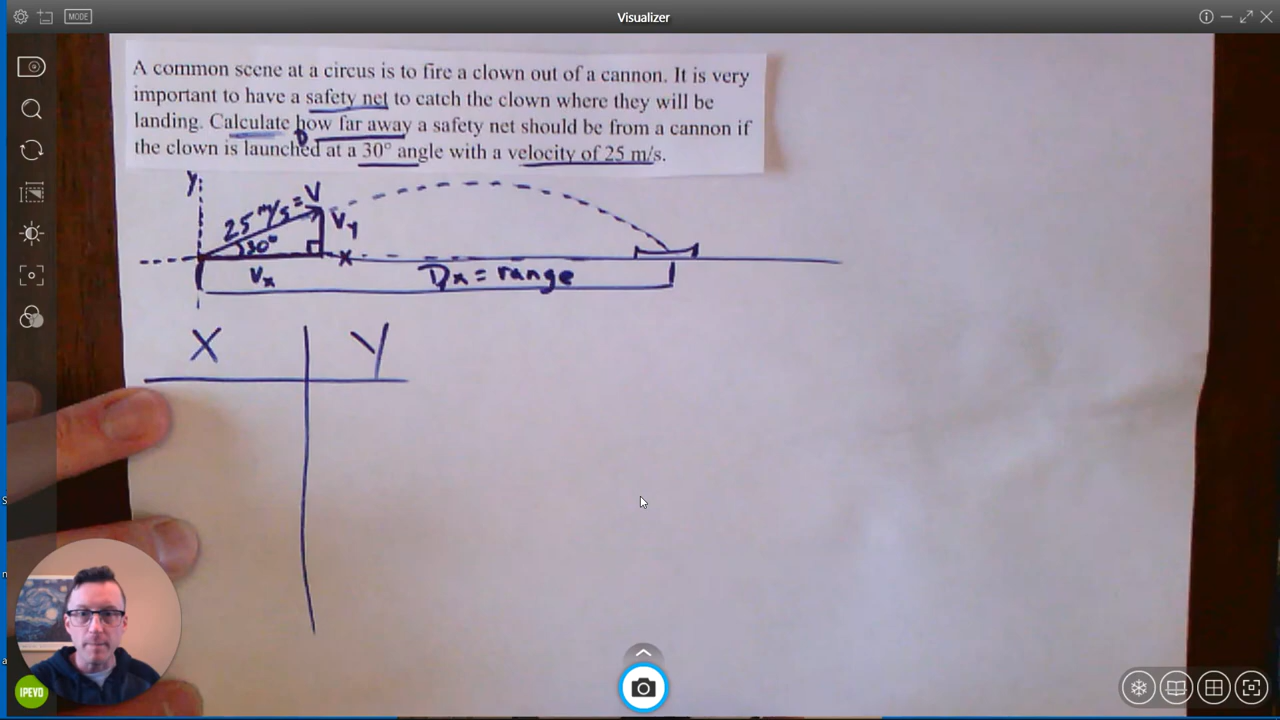 MODE
Visualizer
A common scene at a circus is to fire a clown out of a cannon. It is very
important to have a safety net to catch the clown where they will be
landing. Calculate how far away a safety net should be from a cannon if
the clown is launched at a 30° angle with a velocity of 25 m/s.
Y
25 m/s = V
Vy
30°
x
Vx
Dx = range
X Y
IPEVO